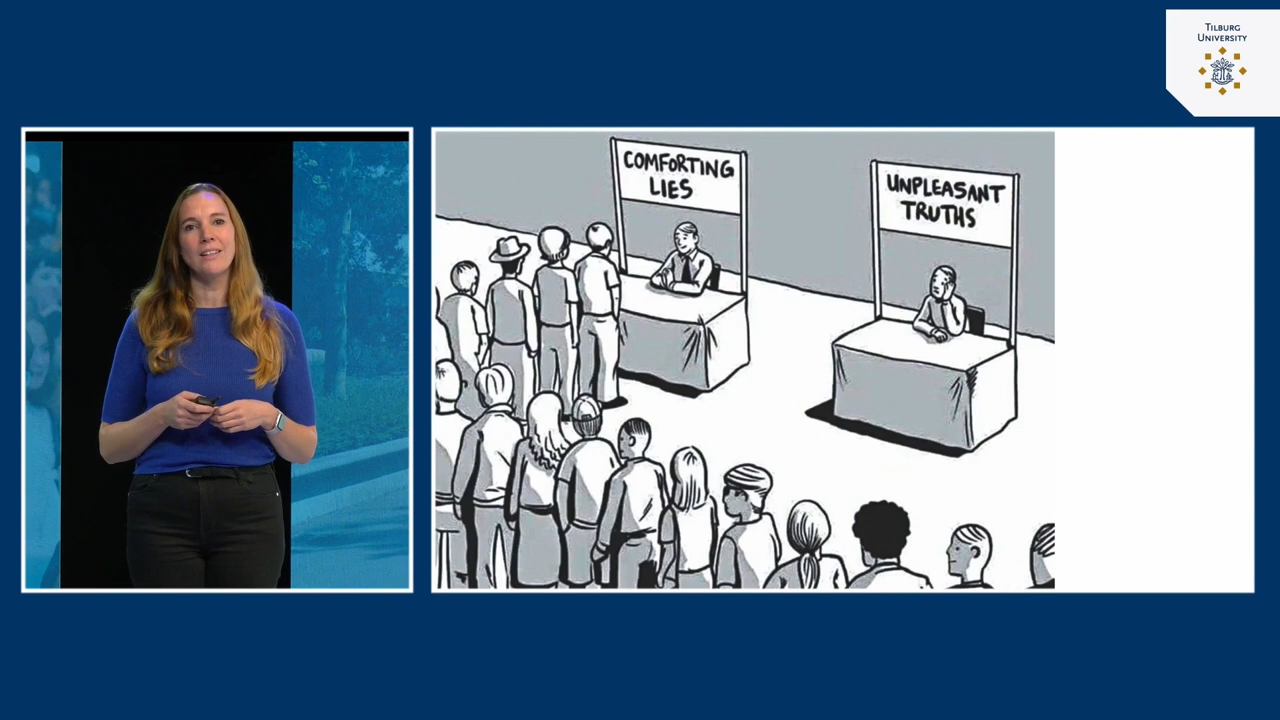 TILBURG
UNIVERSITY
COMFORTING
LIES
UNPLEASANT
TRUTHS